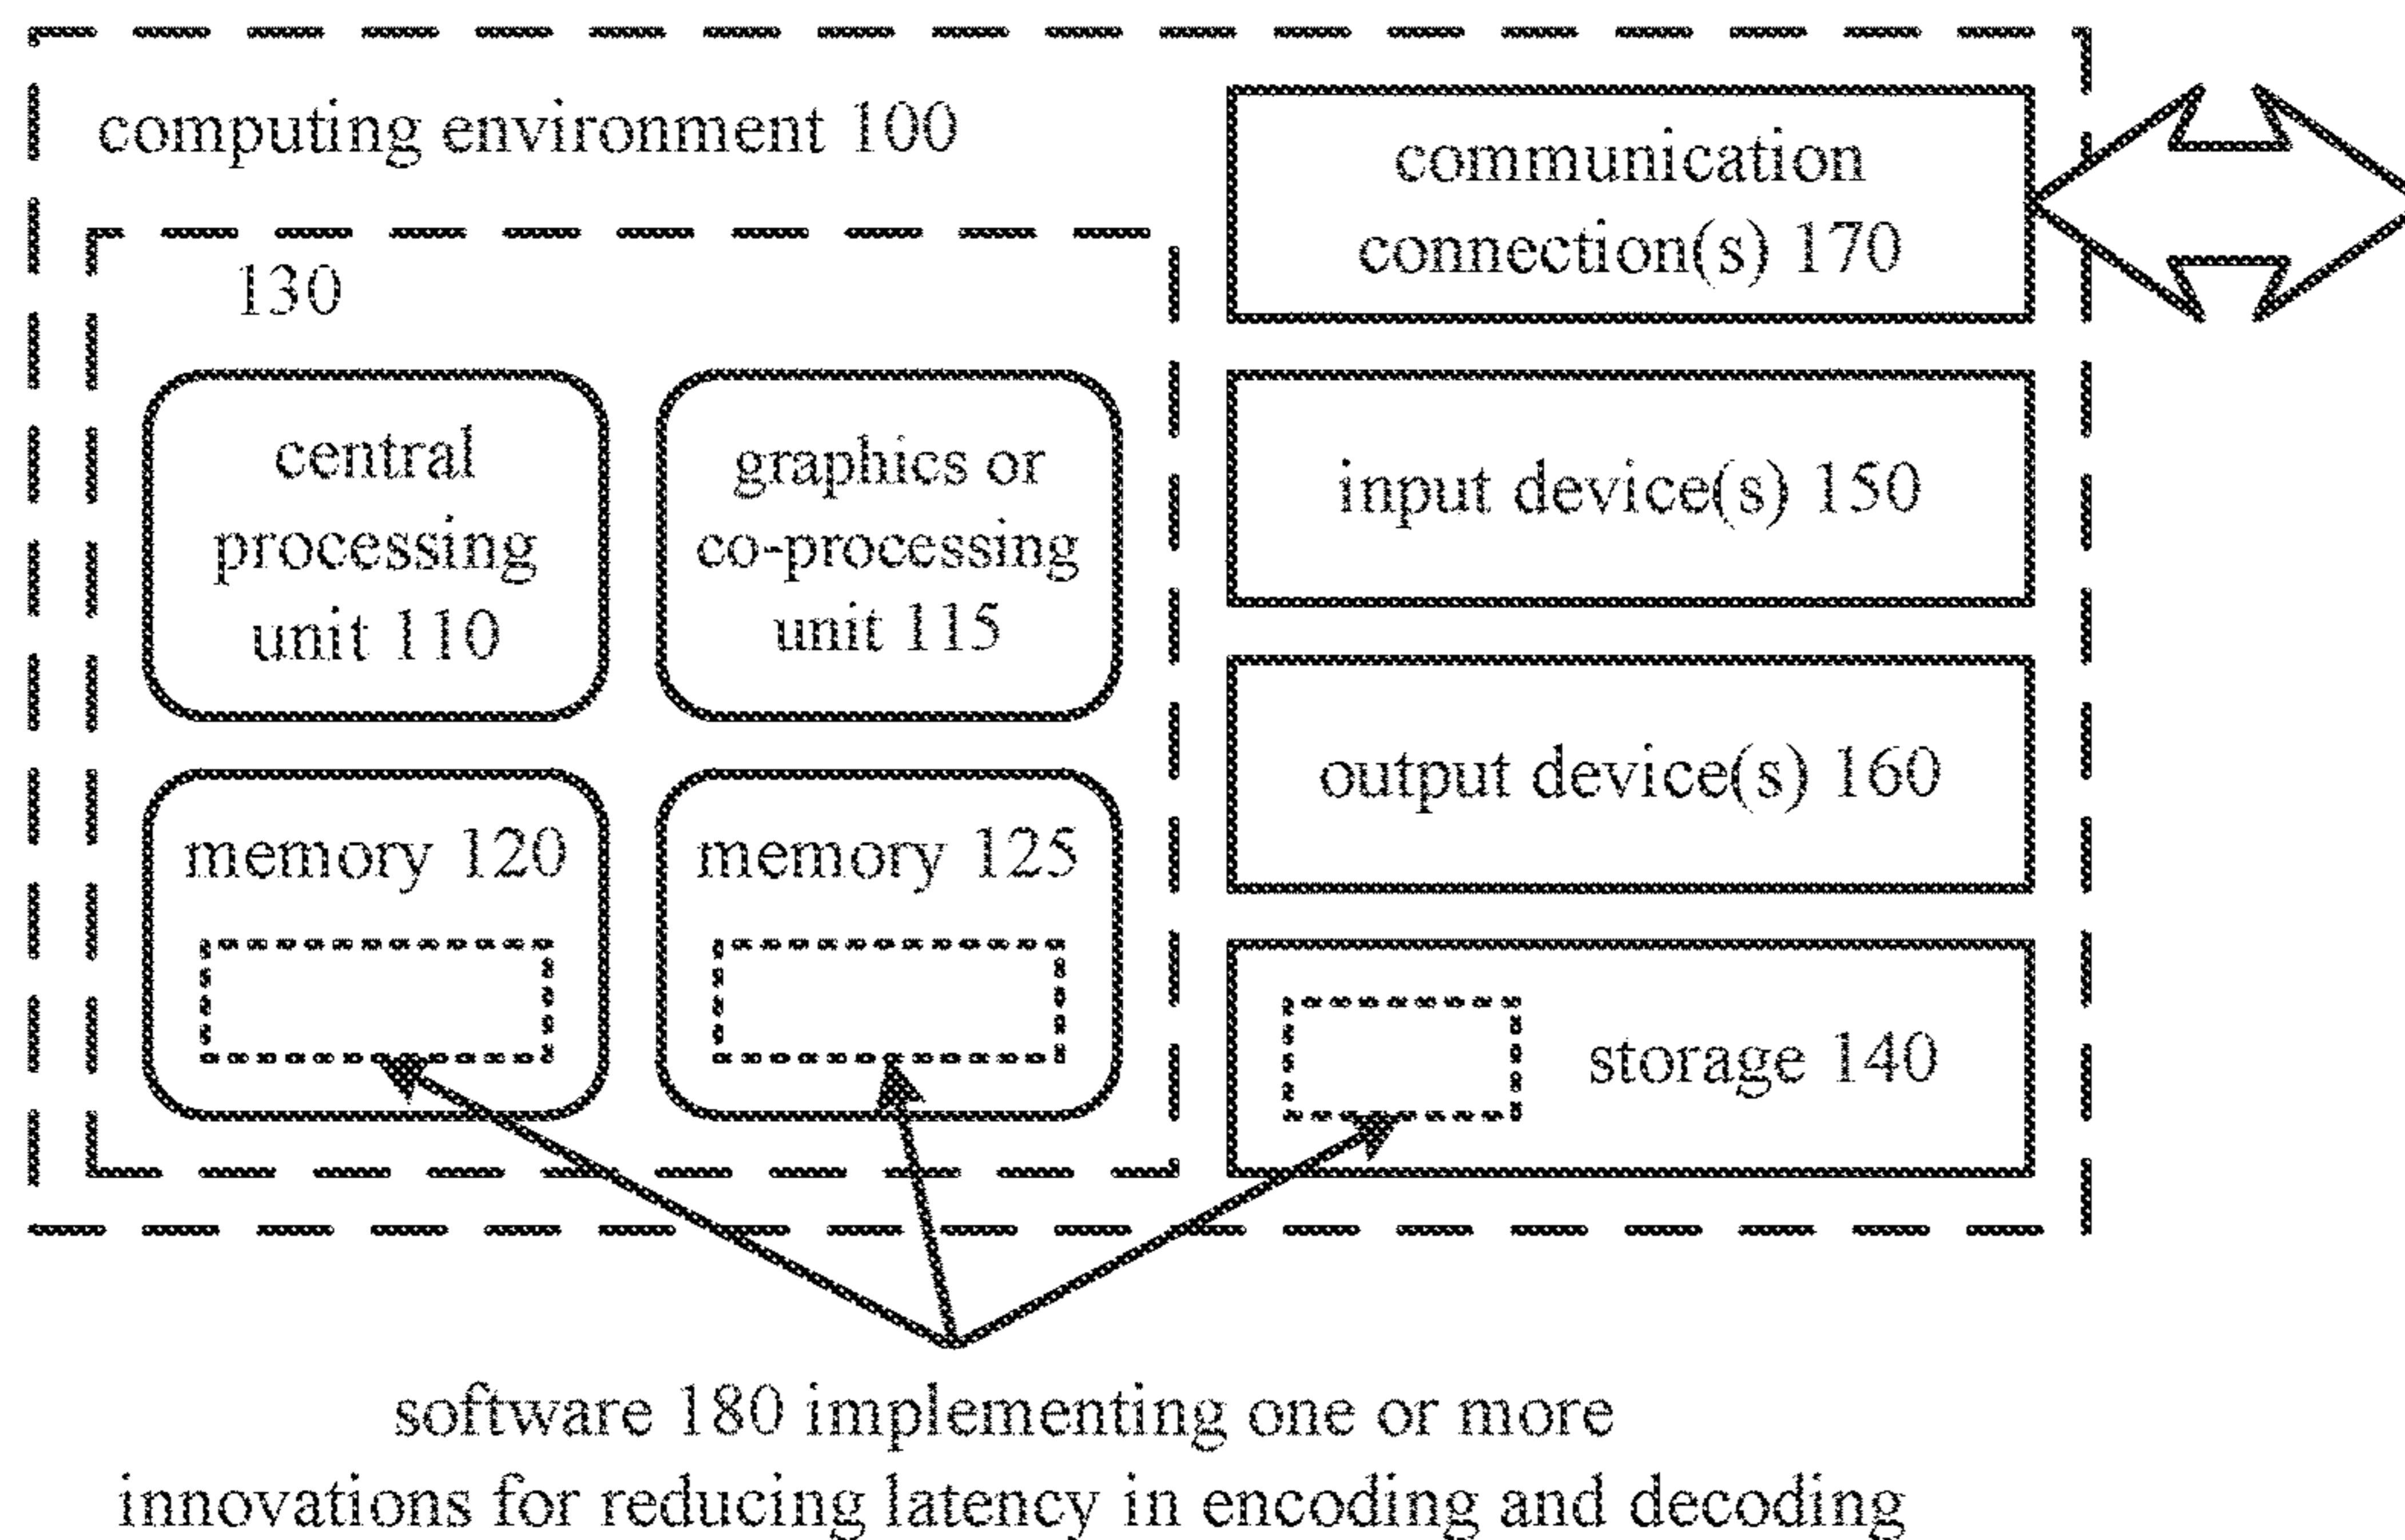 computing environment 100
130
central
processing
unit 110
graphics or
co-processing
unit 115
memory 120
memory 125
communication
connection(s) 170
input device(s) 150
output device(s) 160
storage 140
software 180 implementing one or more
innovations for reducing latency in encoding and decoding